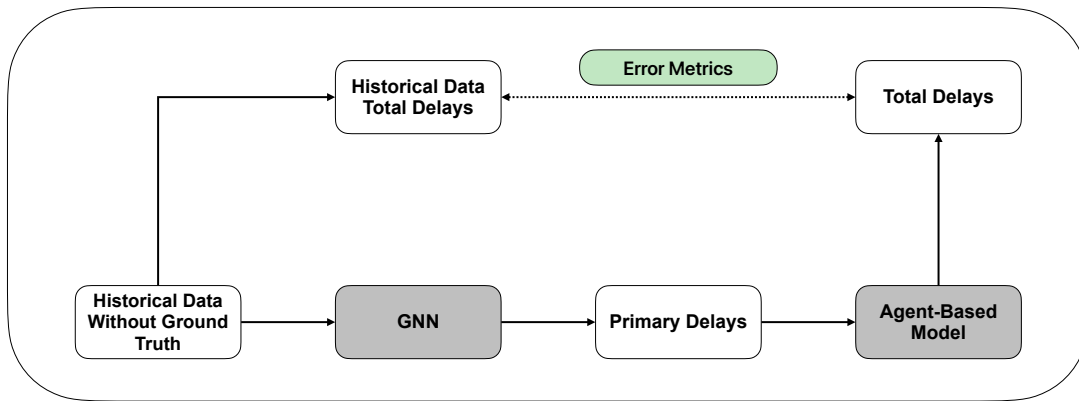 Error Metrics
Historical Data
Total Delays
Total Delays
Historical Data
Without Ground
Truth
GNN
Primary Delays
Agent-Based
Model